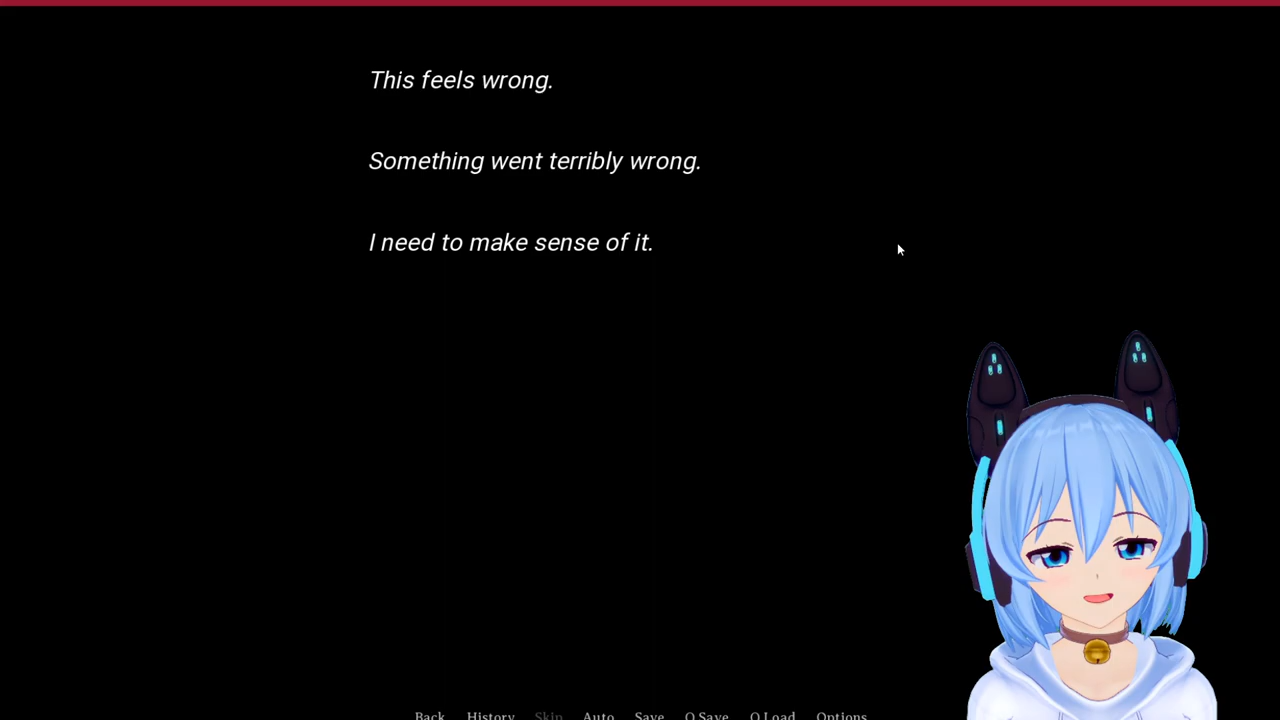 This feels wrong.
Something went terribly wrong.
I need to make sense of it.
Back History Skip Auto Save Q.Save Q.Load Options